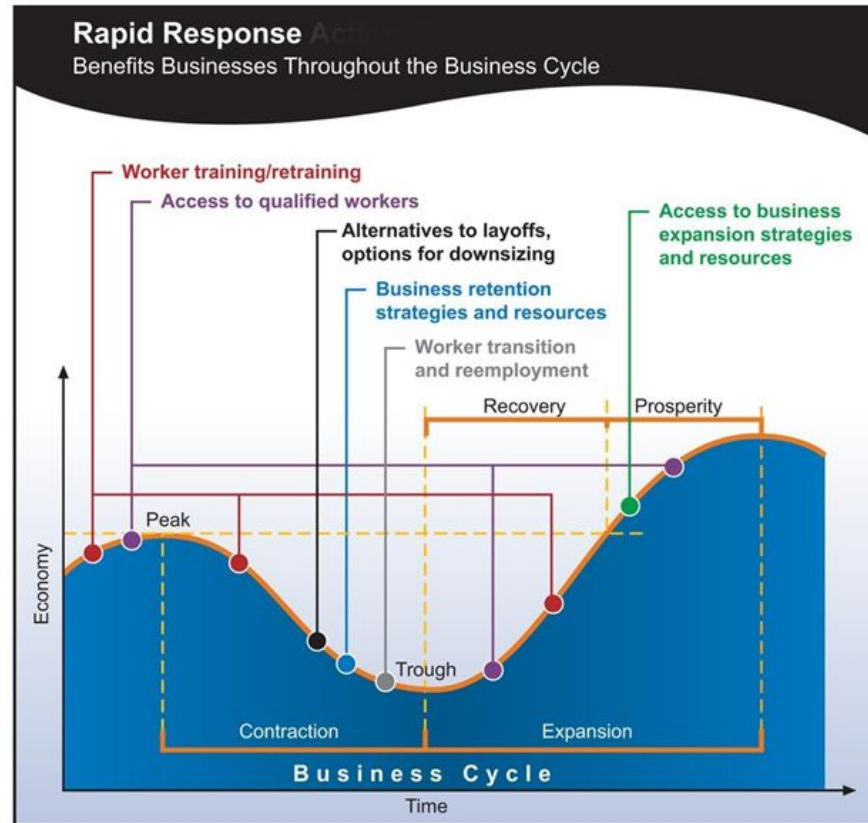 Rapid Response
Benefits Businesses Throughout the Business Cycle
Worker training/retraining
Access to qualified workers
Alternatives to layoffs,
options for downsizing
Business retention
strategies and resources
Worker transition
and reemployment
Access to business
expansion strategies
and resources
Recovery
Prosperity
Peak
Economy
Trough
Contraction
Expansion
Business Cycle
Time